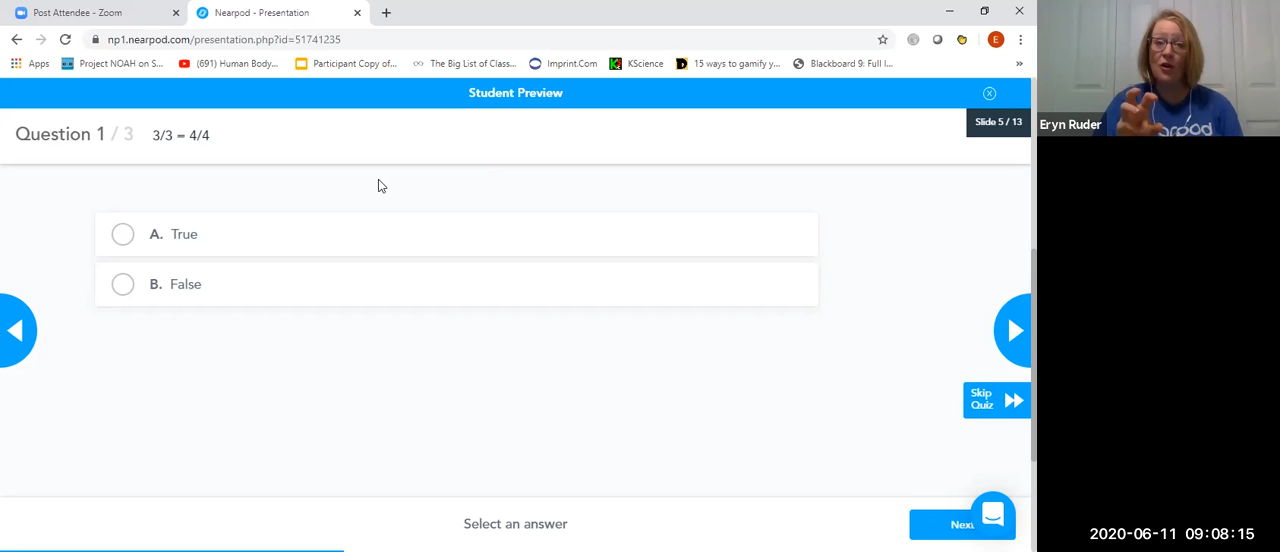 Post Attendee - Zoom
Nearpod - Presentation
np1.nearpod.com/presentation.php?id=51741235
E
Apps
Project NOAH on S...
(691) Human Body...
Participant Copy of...
The Big List of Class...
Imprint.Com
KScience
15 ways to gamify y...
Blackboard 9: Full I...
»
Student Preview
Slide 5 / 13
Question 1 / 3 3/3 = 4/4
Eryn Ruder
A. True
B. False
Skip
Quiz
Select an answer
Next
2020-06-11 09:08:15